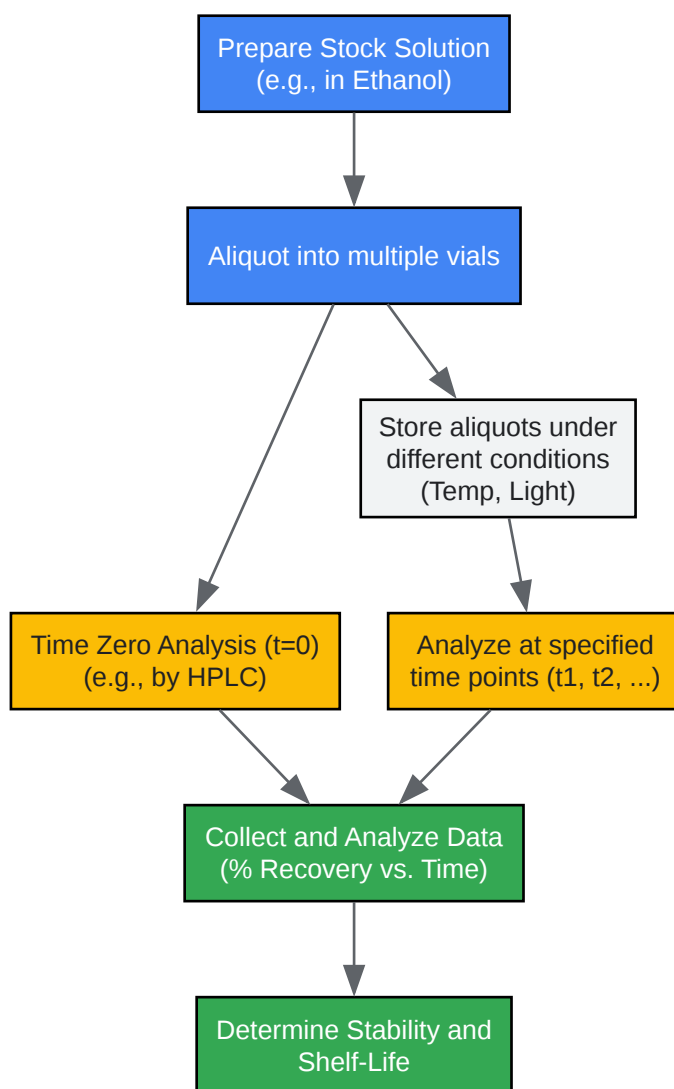 Prepare Stock Solution
(e.g., in Ethanol)
Aliquot into multiple vials
Store aliquots under
different conditions
(Temp, Light)
Time Zero Analysis (t=0)
(e.g., by HPLC)
Analyze at specified
time points (t1, t2, ...)
Collect and Analyze Data
(% Recovery vs. Time)
Determine Stability and
Shelf-Life